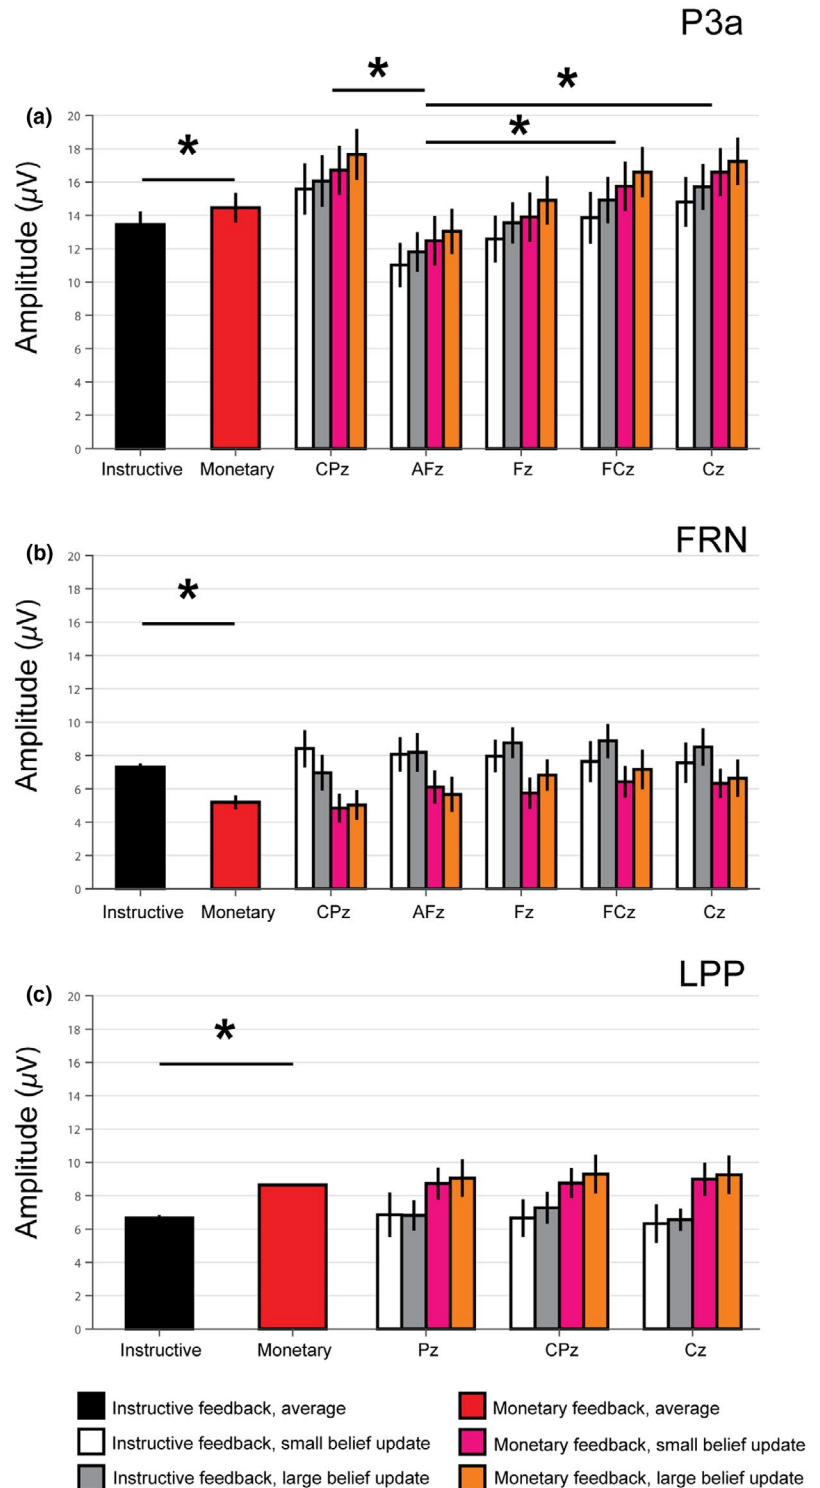 P3a
(a)
*
*
*
*
Amplitude (µV)
20
18
16
14
12
10
8
6
4
2
0
Instructive Monetary CPz AFz Fz FCz Cz
FRN
(b)
*
Amplitude (µV)
20
18
16
14
12
10
8
6
4
2
0
Instructive Monetary CPz AFz Fz FCz Cz
LPP
(c)
*
Amplitude (µV)
20
18
16
14
12
10
8
6
4
2
0
Instructive Monetary Pz CPz Cz
Instructive feedback, average Monetary feedback, average
Instructive feedback, small belief update Monetary feedback, small belief update
Instructive feedback, large belief update Monetary feedback, large belief update